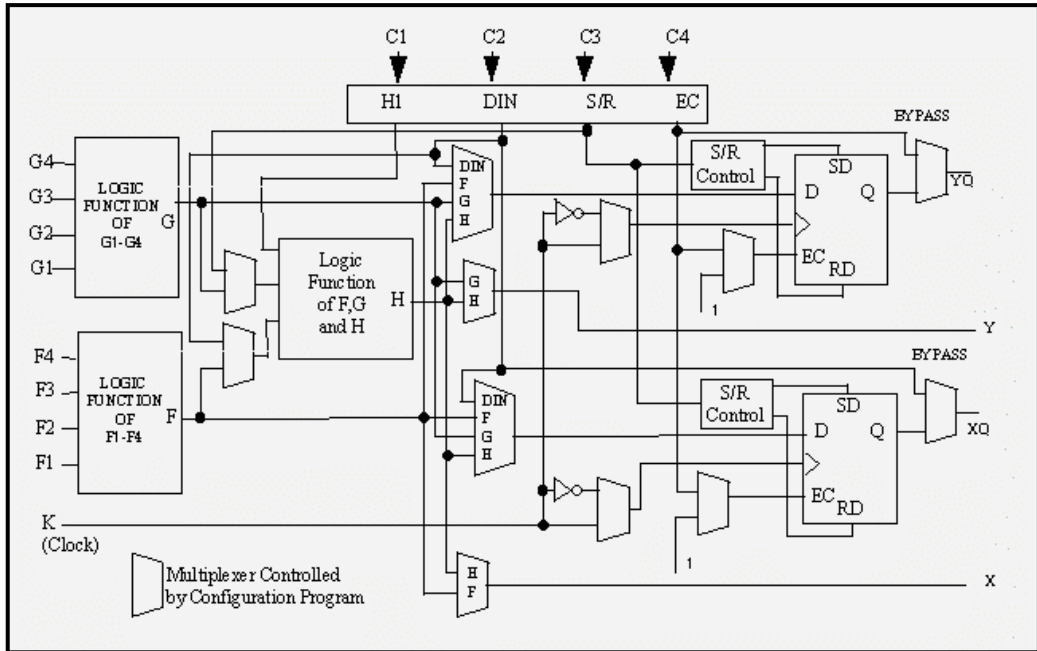 C1 C2 C3 C4
H1 DIN S/R EC
BYPASS
G4
G3
G2
G1
LOGIC
FUNCTION
OF
G1-G4
G
DIN
F
G
H
S/R
Control
SD
D Q
EC
RD
YQ
1
Logic
Function
of F,G
and H
H
G
H
Y
F4
F3
F2
F1
LOGIC
FUNCTION
OF
F1-F4
F
BYPASS
DIN
F
G
H
S/R
Control
SD
D Q
EC
RD
XQ
1
K
(Clock)
H
F
X
Multiplexer Controlled
by Configuration Program